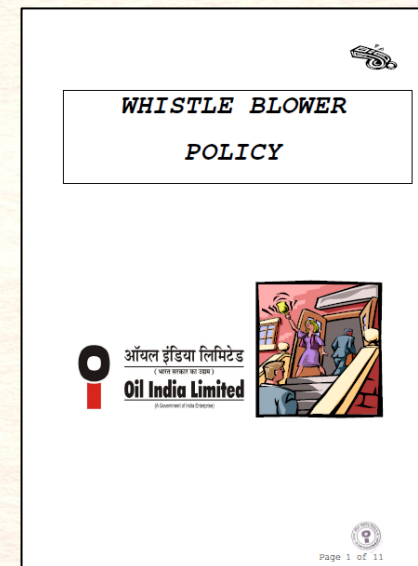 WHISTLE BLOWER
POLICY
ऑयल इंडिया लिमिटेड
( भारत सरकार का उद्यम )
Oil India Limited
(A Government of India Enterprise)
Page 1 of 11